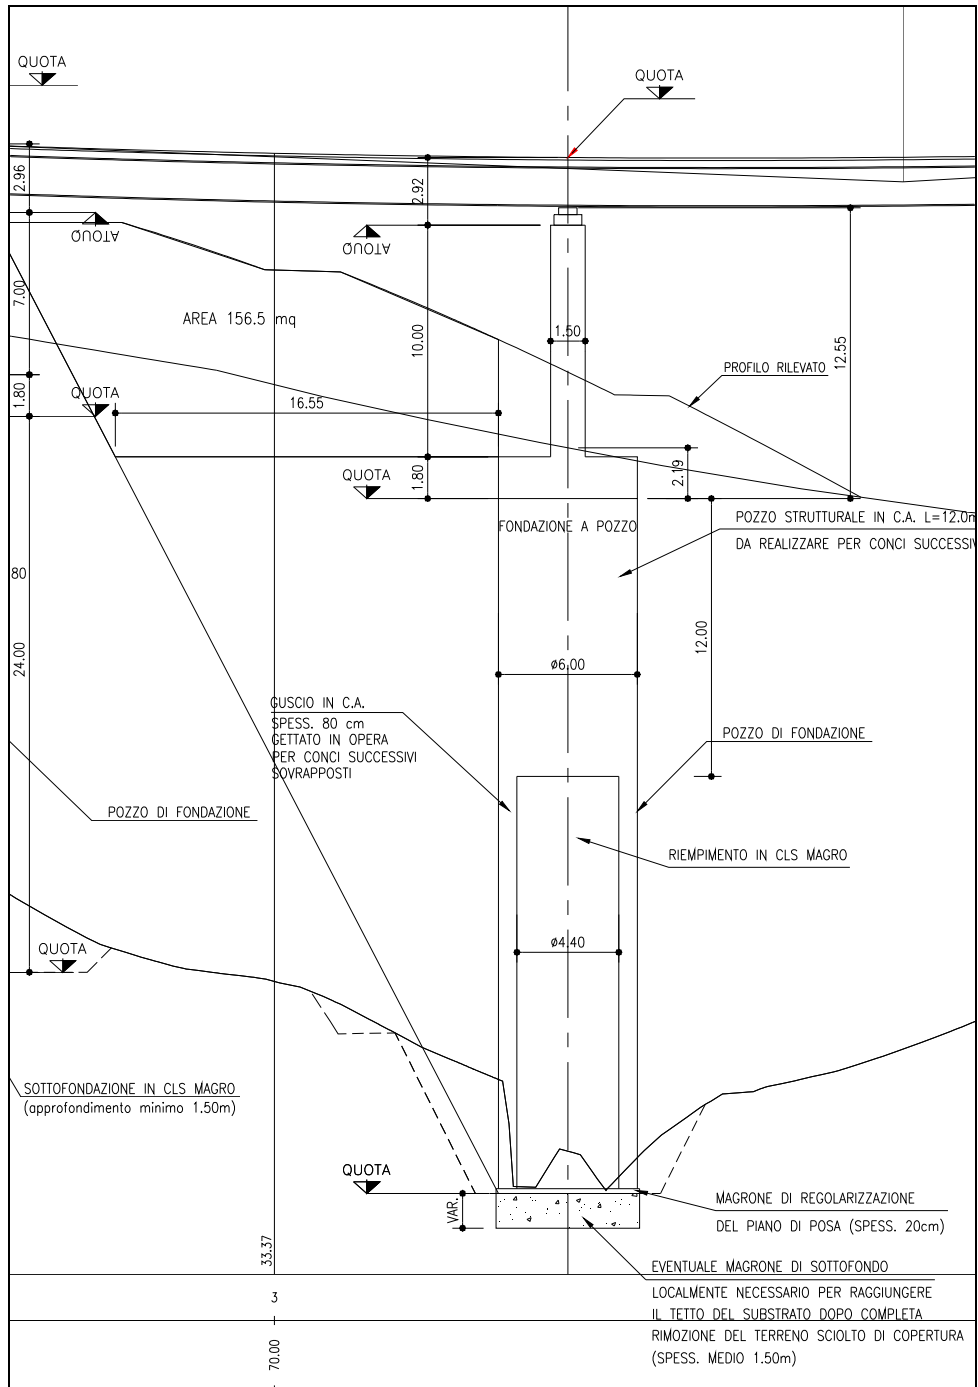 QUOTA
QUOTA
2.96
2.92
QUOTA
QUOTA
7.00
AREA 156.5 mq
10.00
1.50
12.55
PROFILO RILEVATO
1.80
QUOTA
16.55
QUOTA
1.80
2.19
FONDAZIONE A POZZO
POZZO STRUTTURALE IN C.A. L=12.0m
DA REALIZZARE PER CONCI SUCCESSIV
80
24.00
12.00
ø6.00
GUSCIO IN C.A.
SPESS. 80 cm
GETTATO IN OPERA
PER CONCI SUCCESSIVI
SOVRAPPOSTI
POZZO DI FONDAZIONE
POZZO DI FONDAZIONE
RIEMPIMENTO IN CLS MAGRO
ø4.40
QUOTA
SOTTOFONDAZIONE IN CLS MAGRO
(approfondimento minimo 1.50m)
QUOTA
VAR.
MAGRONE DI REGOLARIZZAZIONE
DEL PIANO DI POSA (SPESS. 20cm)
33.37
EVENTUALE MAGRONE DI SOTTOFONDO
LOCALMENTE NECESSARIO PER RAGGIUNGERE
IL TETTO DEL SUBSTRATO DOPO COMPLETA
RIMOZIONE DEL TERRENO SCIOLTO DI COPERTURA
(SPESS. MEDIO 1.50m)
3
70.00